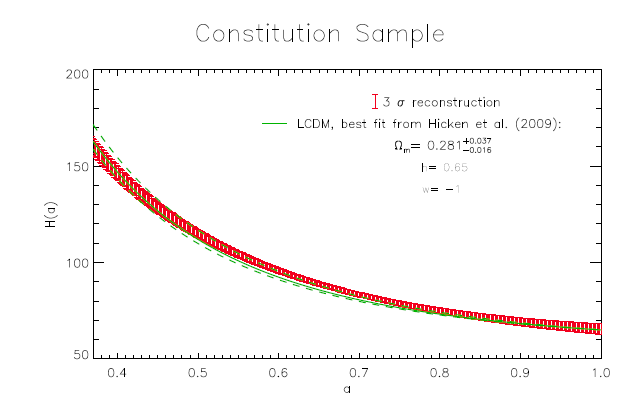 Constitution Sample
3 σ reconstruction
LCDM, best fit from Hicken et al. (2009):
Ωm= 0.281+0.037−0.016
h= 0.65
w= −1
H(a)
200
150
100
50
0.4 0.5 0.6 0.7 0.8 0.9 1.0
a